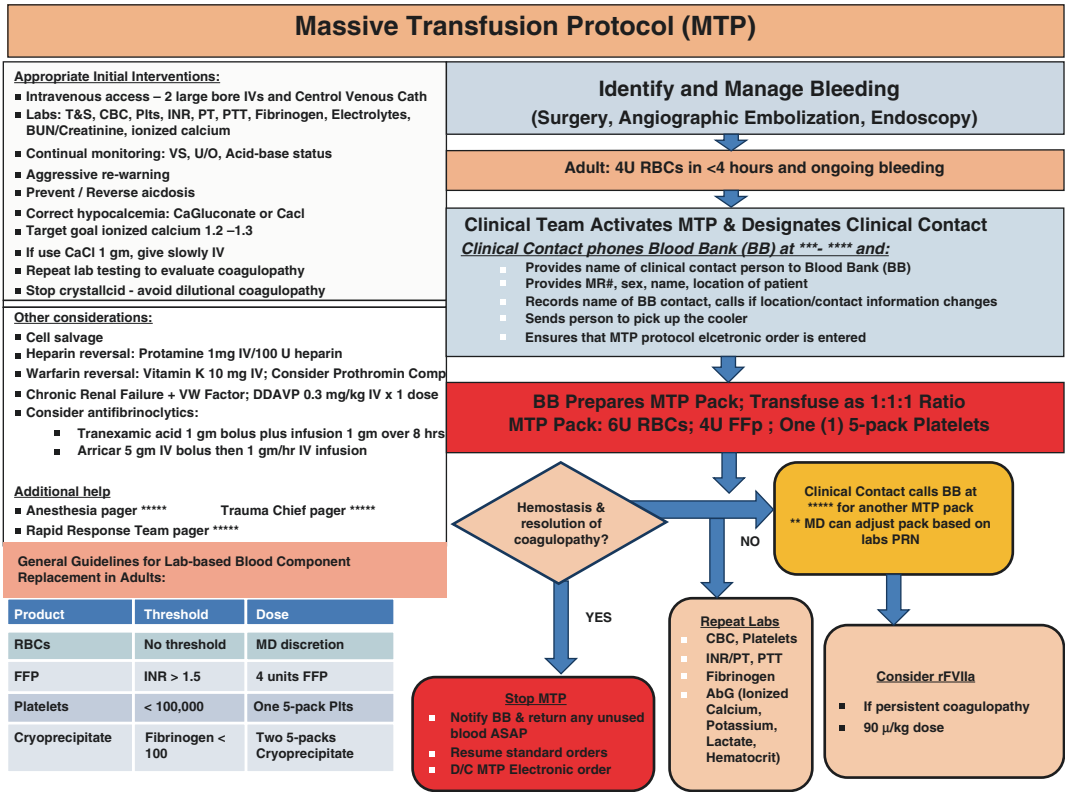 Massive Transfusion Protocol (MTP)
Appropriate Initial Interventions:
Intravenous access – 2 large bore IVs and Centrol Venous Cath
Labs: T&S, CBC, Plts, INR, PT, PTT, Fibrinogen, Electrolytes,
BUN/Creatinine, ionized calcium
Continual monitoring: VS, U/O, Acid-base status
Aggressive re-warning
Prevent / Reverse aicdosis
Correct hypocalcemia: CaGluconate or Cacl
Target goal ionized calcium 1.2 –1.3
If use CaCl 1 gm, give slowly IV
Repeat lab testing to evaluate coagulopathy
Stop crystallcid - avoid dilutional coagulopathy
Other considerations:
Cell salvage
Heparin reversal: Protamine 1mg IV/100 U heparin
Warfarin reversal: Vitamin K 10 mg IV; Consider Prothromin Comp
Chronic Renal Failure + VW Factor; DDAVP 0.3 mg/kg IV x 1 dose
Consider antifibrinoclytics:
Tranexamic acid 1 gm bolus plus infusion 1 gm over 8 hrs
Arricar 5 gm IV bolus then 1 gm/hr IV infusion
Additional help
Anesthesia pager ***** Trauma Chief pager *****
Rapid Response Team pager *****
General Guidelines for Lab-based Blood Component
Replacement in Adults:
Product Threshold Dose
RBCs No threshold MD discretion
FFP INR > 1.5 4 units FFP
Platelets < 100,000 One 5-pack Plts
Cryoprecipitate Fibrinogen < Two 5-packs
100 Cryoprecipitate
Identify and Manage Bleeding
(Surgery, Angiographic Embolization, Endoscopy)
Adult: 4U RBCs in <4 hours and ongoing bleeding
Clinical Team Activates MTP & Designates Clinical Contact
Clinical Contact phones Blood Bank (BB) at ***- **** and:
Provides name of clinical contact person to Blood Bank (BB)
Provides MR#, sex, name, location of patient
Records name of BB contact, calls if location/contact information changes
Sends person to pick up the cooler
Ensures that MTP protocol elcetronic order is entered
BB Prepares MTP Pack; Transfuse as 1:1:1 Ratio
MTP Pack: 6U RBCs; 4U FFp ; One (1) 5-pack Platelets
Hemostasis &
resolution of
coagulopathy?
NO
YES
Clinical Contact calls BB at
***** for another MTP pack
** MD can adjust pack based on
labs PRN
Stop MTP
Notify BB & return any unused
blood ASAP
Resume standard orders
D/C MTP Electronic order
Repeat Labs
CBC, Platelets
INR/PT, PTT
Fibrinogen
AbG (Ionized
Calcium,
Potassium,
Lactate,
Hematocrit)
Consider rFVIIa
If persistent coagulopathy
90 µ/kg dose